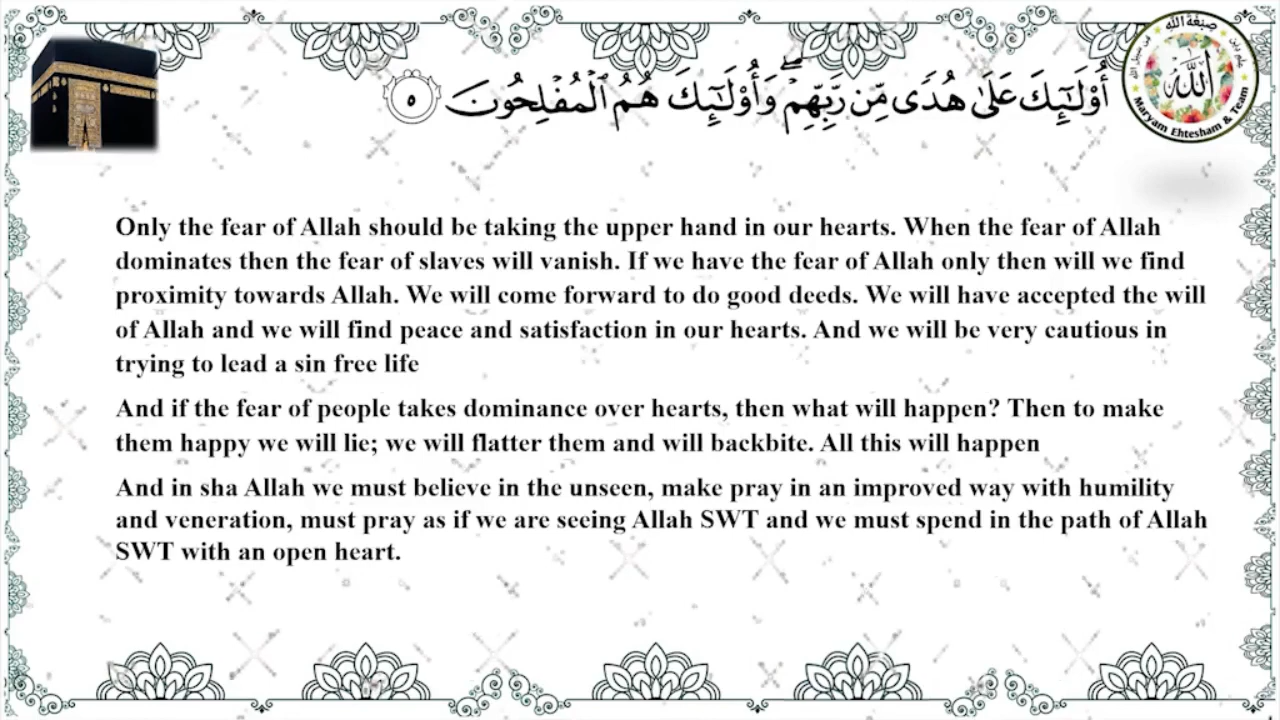 أُو۟لَـٰٓئِكَ عَلَىٰ هُدًى مِّن رَّبِّهِمْ ۖ وَأُو۟لَـٰٓئِكَ هُمُ ٱلْمُفْلِحُونَ ٥
صبغة الله
الله
Maryam Ehtesham & Team
Only the fear of Allah should be taking the upper hand in our hearts. When the fear of Allah
dominates then the fear of slaves will vanish. If we have the fear of Allah only then will we find
proximity towards Allah. We will come forward to do good deeds. We will have accepted the will
of Allah and we will find peace and satisfaction in our hearts. And we will be very cautious in
trying to lead a sin free life
And if the fear of people takes dominance over hearts, then what will happen? Then to make
them happy we will lie; we will flatter them and will backbite. All this will happen
And in sha Allah we must believe in the unseen, make pray in an improved way with humility
and veneration, must pray as if we are seeing Allah SWT and we must spend in the path of Allah
SWT with an open heart.